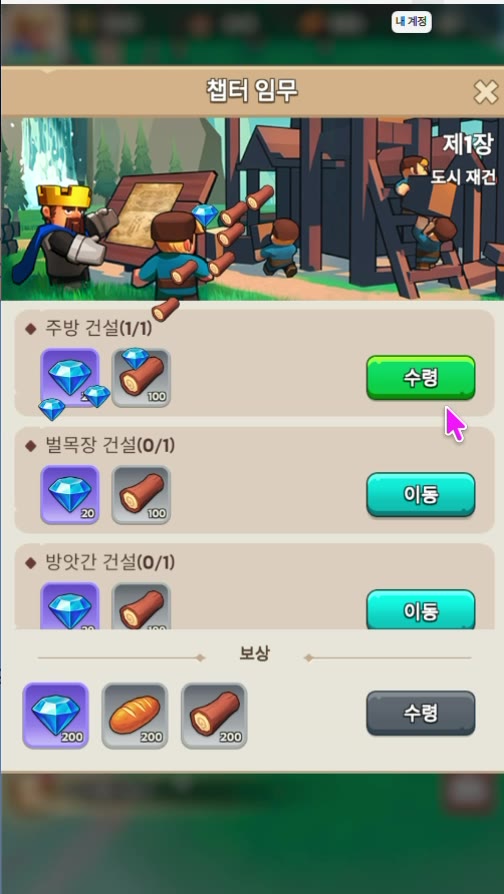 내 계정
챕터 임무
제1장
도시 재건
주방 건설(1/1)
100
수령
벌목장 건설(0/1)
20
100
이동
방앗간 건설(0/1)
이동
보상
200
200
200
수령